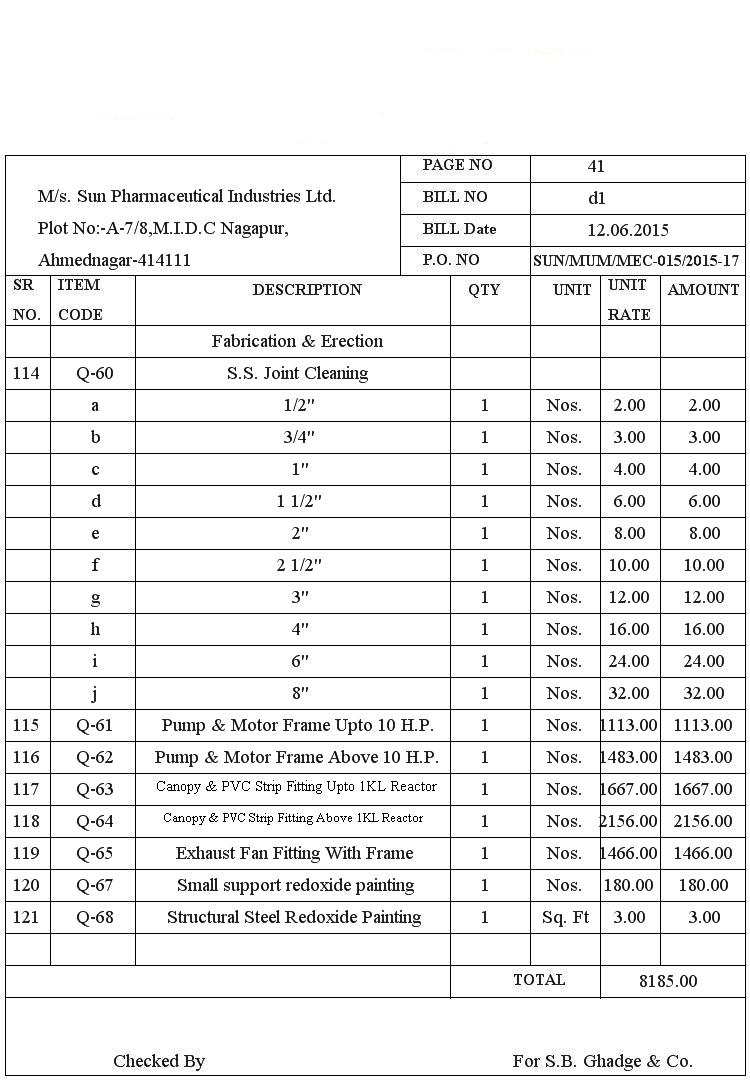 PAGE NO 41
M/s. Sun Pharmaceutical Industries Ltd. BILL NO d1
Plot No:-A-7/8,M.I.D.C Nagapur, BILL Date 12.06.2015
Ahmednagar-414111 P.O. NO SUN/MUM/MEC-015/2015-17
SR NO. ITEM CODE DESCRIPTION QTY UNIT UNIT RATE AMOUNT
Fabrication & Erection
114 Q-60 S.S. Joint Cleaning
a 1/2" 1 Nos. 2.00 2.00
b 3/4" 1 Nos. 3.00 3.00
c 1" 1 Nos. 4.00 4.00
d 1 1/2" 1 Nos. 6.00 6.00
e 2" 1 Nos. 8.00 8.00
f 2 1/2" 1 Nos. 10.00 10.00
g 3" 1 Nos. 12.00 12.00
h 4" 1 Nos. 16.00 16.00
i 6" 1 Nos. 24.00 24.00
j 8" 1 Nos. 32.00 32.00
115 Q-61 Pump & Motor Frame Upto 10 H.P. 1 Nos. 1113.00 1113.00
116 Q-62 Pump & Motor Frame Above 10 H.P. 1 Nos. 1483.00 1483.00
117 Q-63 Canopy & PVC Strip Fitting Upto 1KL Reactor 1 Nos. 1667.00 1667.00
118 Q-64 Canopy & PVC Strip Fitting Above 1KL Reactor 1 Nos. 2156.00 2156.00
119 Q-65 Exhaust Fan Fitting With Frame 1 Nos. 1466.00 1466.00
120 Q-67 Small support redoxide painting 1 Nos. 180.00 180.00
121 Q-68 Structural Steel Redoxide Painting 1 Sq. Ft 3.00 3.00
TOTAL 8185.00
Checked By For S.B. Ghadge & Co.